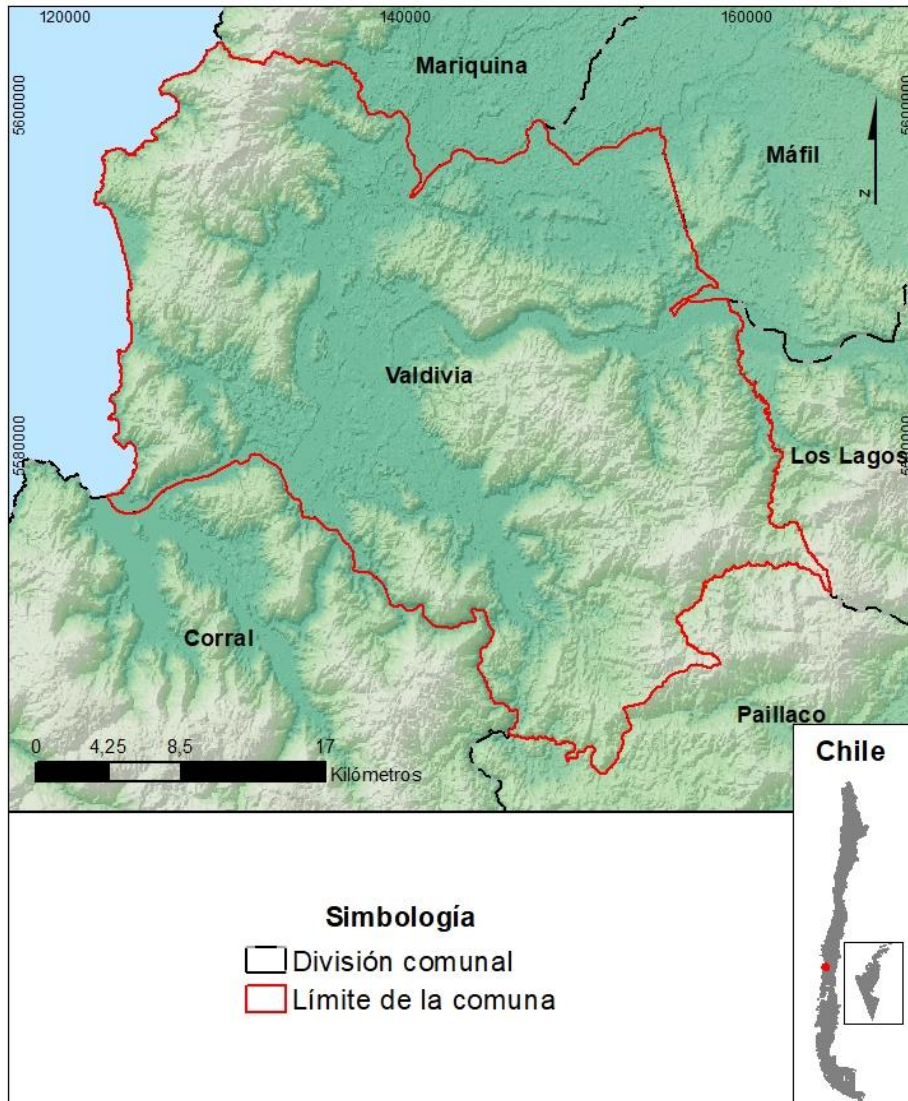 120000
140000
160000
Mariquina
5600000
5600000
Máfil
N
Valdivia
5580000
Los Lagos
Corral
Paillaco
0 4,25 8,5 17
Kilómetros
Chile
Simbología
División comunal
Límite de la comuna